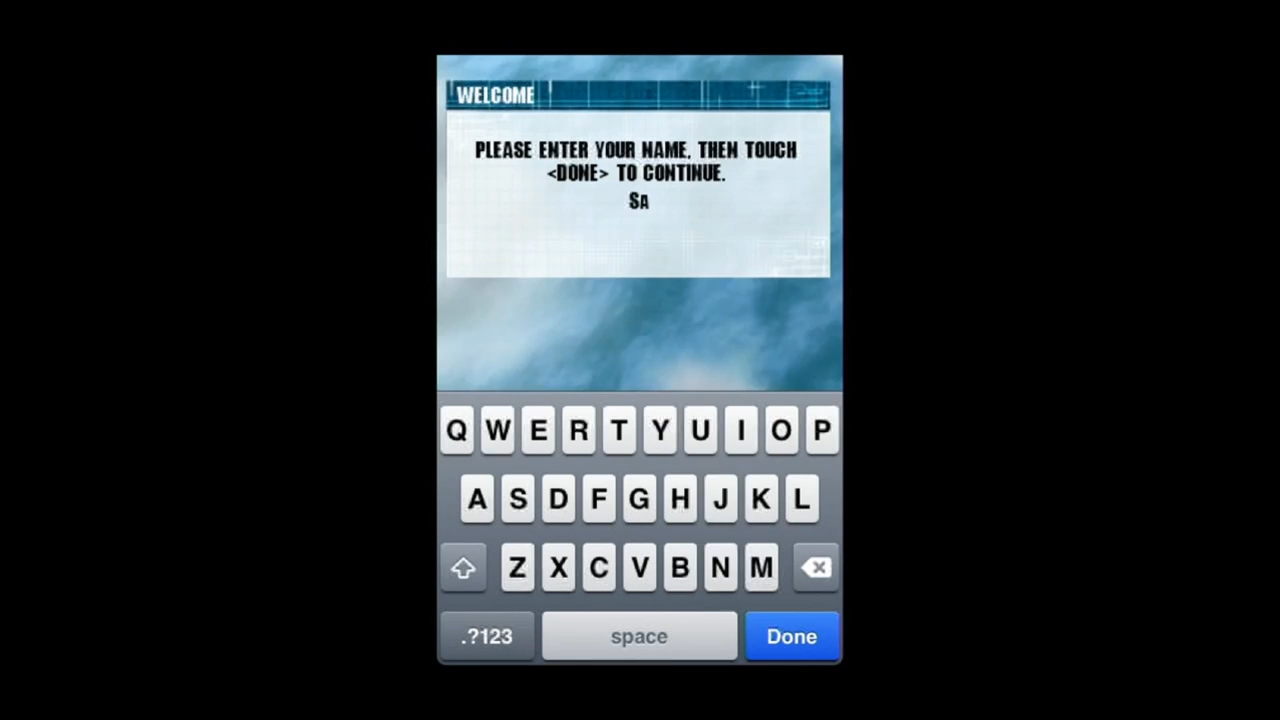 WELCOME
PLEASE ENTER YOUR NAME, THEN TOUCH
<DONE> TO CONTINUE.
SA
Q W E R T Y U I O P
A S D F G H J K L
Z X C V B N M
.?123 space Done